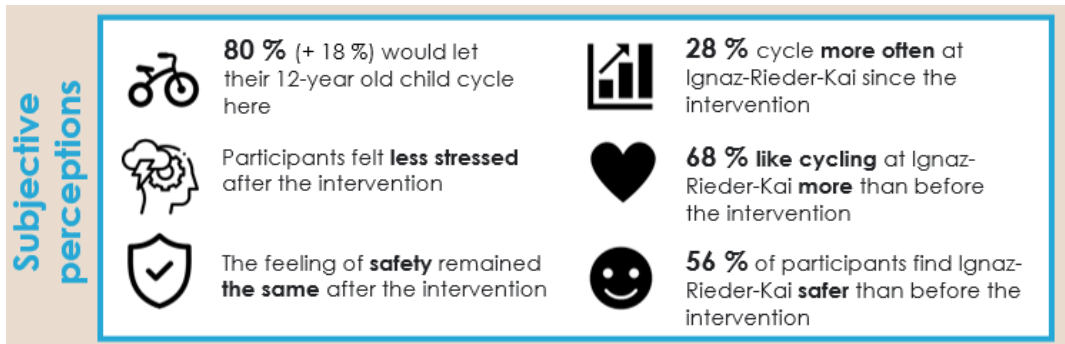 Subjective
perceptions
80 % (+ 18 %) would let
their 12-year old child cycle
here
Participants felt less stressed
after the intervention
The feeling of safety remained
the same after the intervention
28 % cycle more often at
Ignaz-Rieder-Kai since the
intervention
68 % like cycling at Ignaz-
Rieder-Kai more than before
the intervention
56 % of participants find Ignaz-
Rieder-Kai safer than before the
intervention